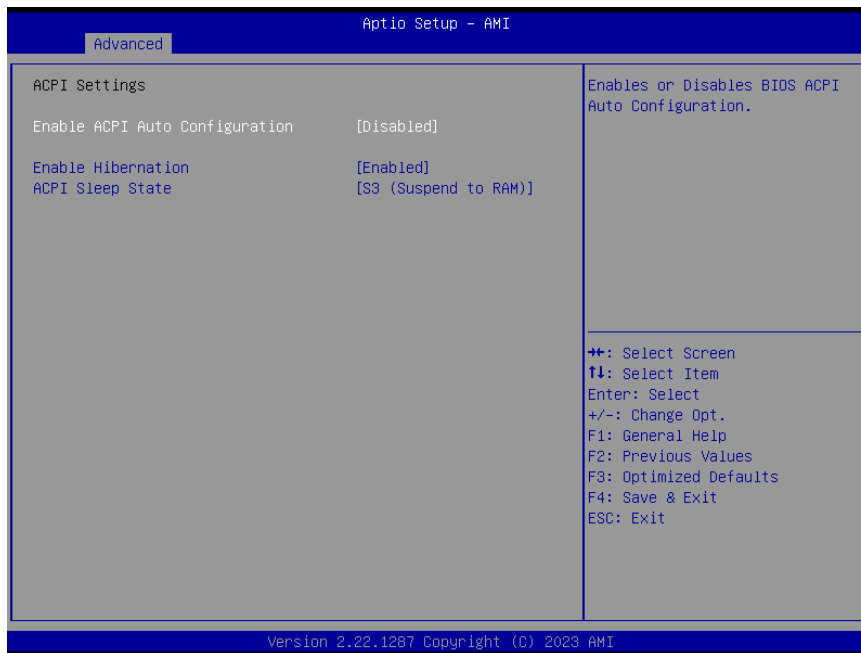 Aptio Setup – AMI
Advanced
ACPI Settings
Enable ACPI Auto Configuration [Disabled]
Enable Hibernation [Enabled]
ACPI Sleep State [S3 (Suspend to RAM)]
Enables or Disables BIOS ACPI
Auto Configuration.
→←: Select Screen
↑↓: Select Item
Enter: Select
+/-: Change Opt.
F1: General Help
F2: Previous Values
F3: Optimized Defaults
F4: Save & Exit
ESC: Exit
Version 2.22.1287 Copyright (C) 2023 AMI